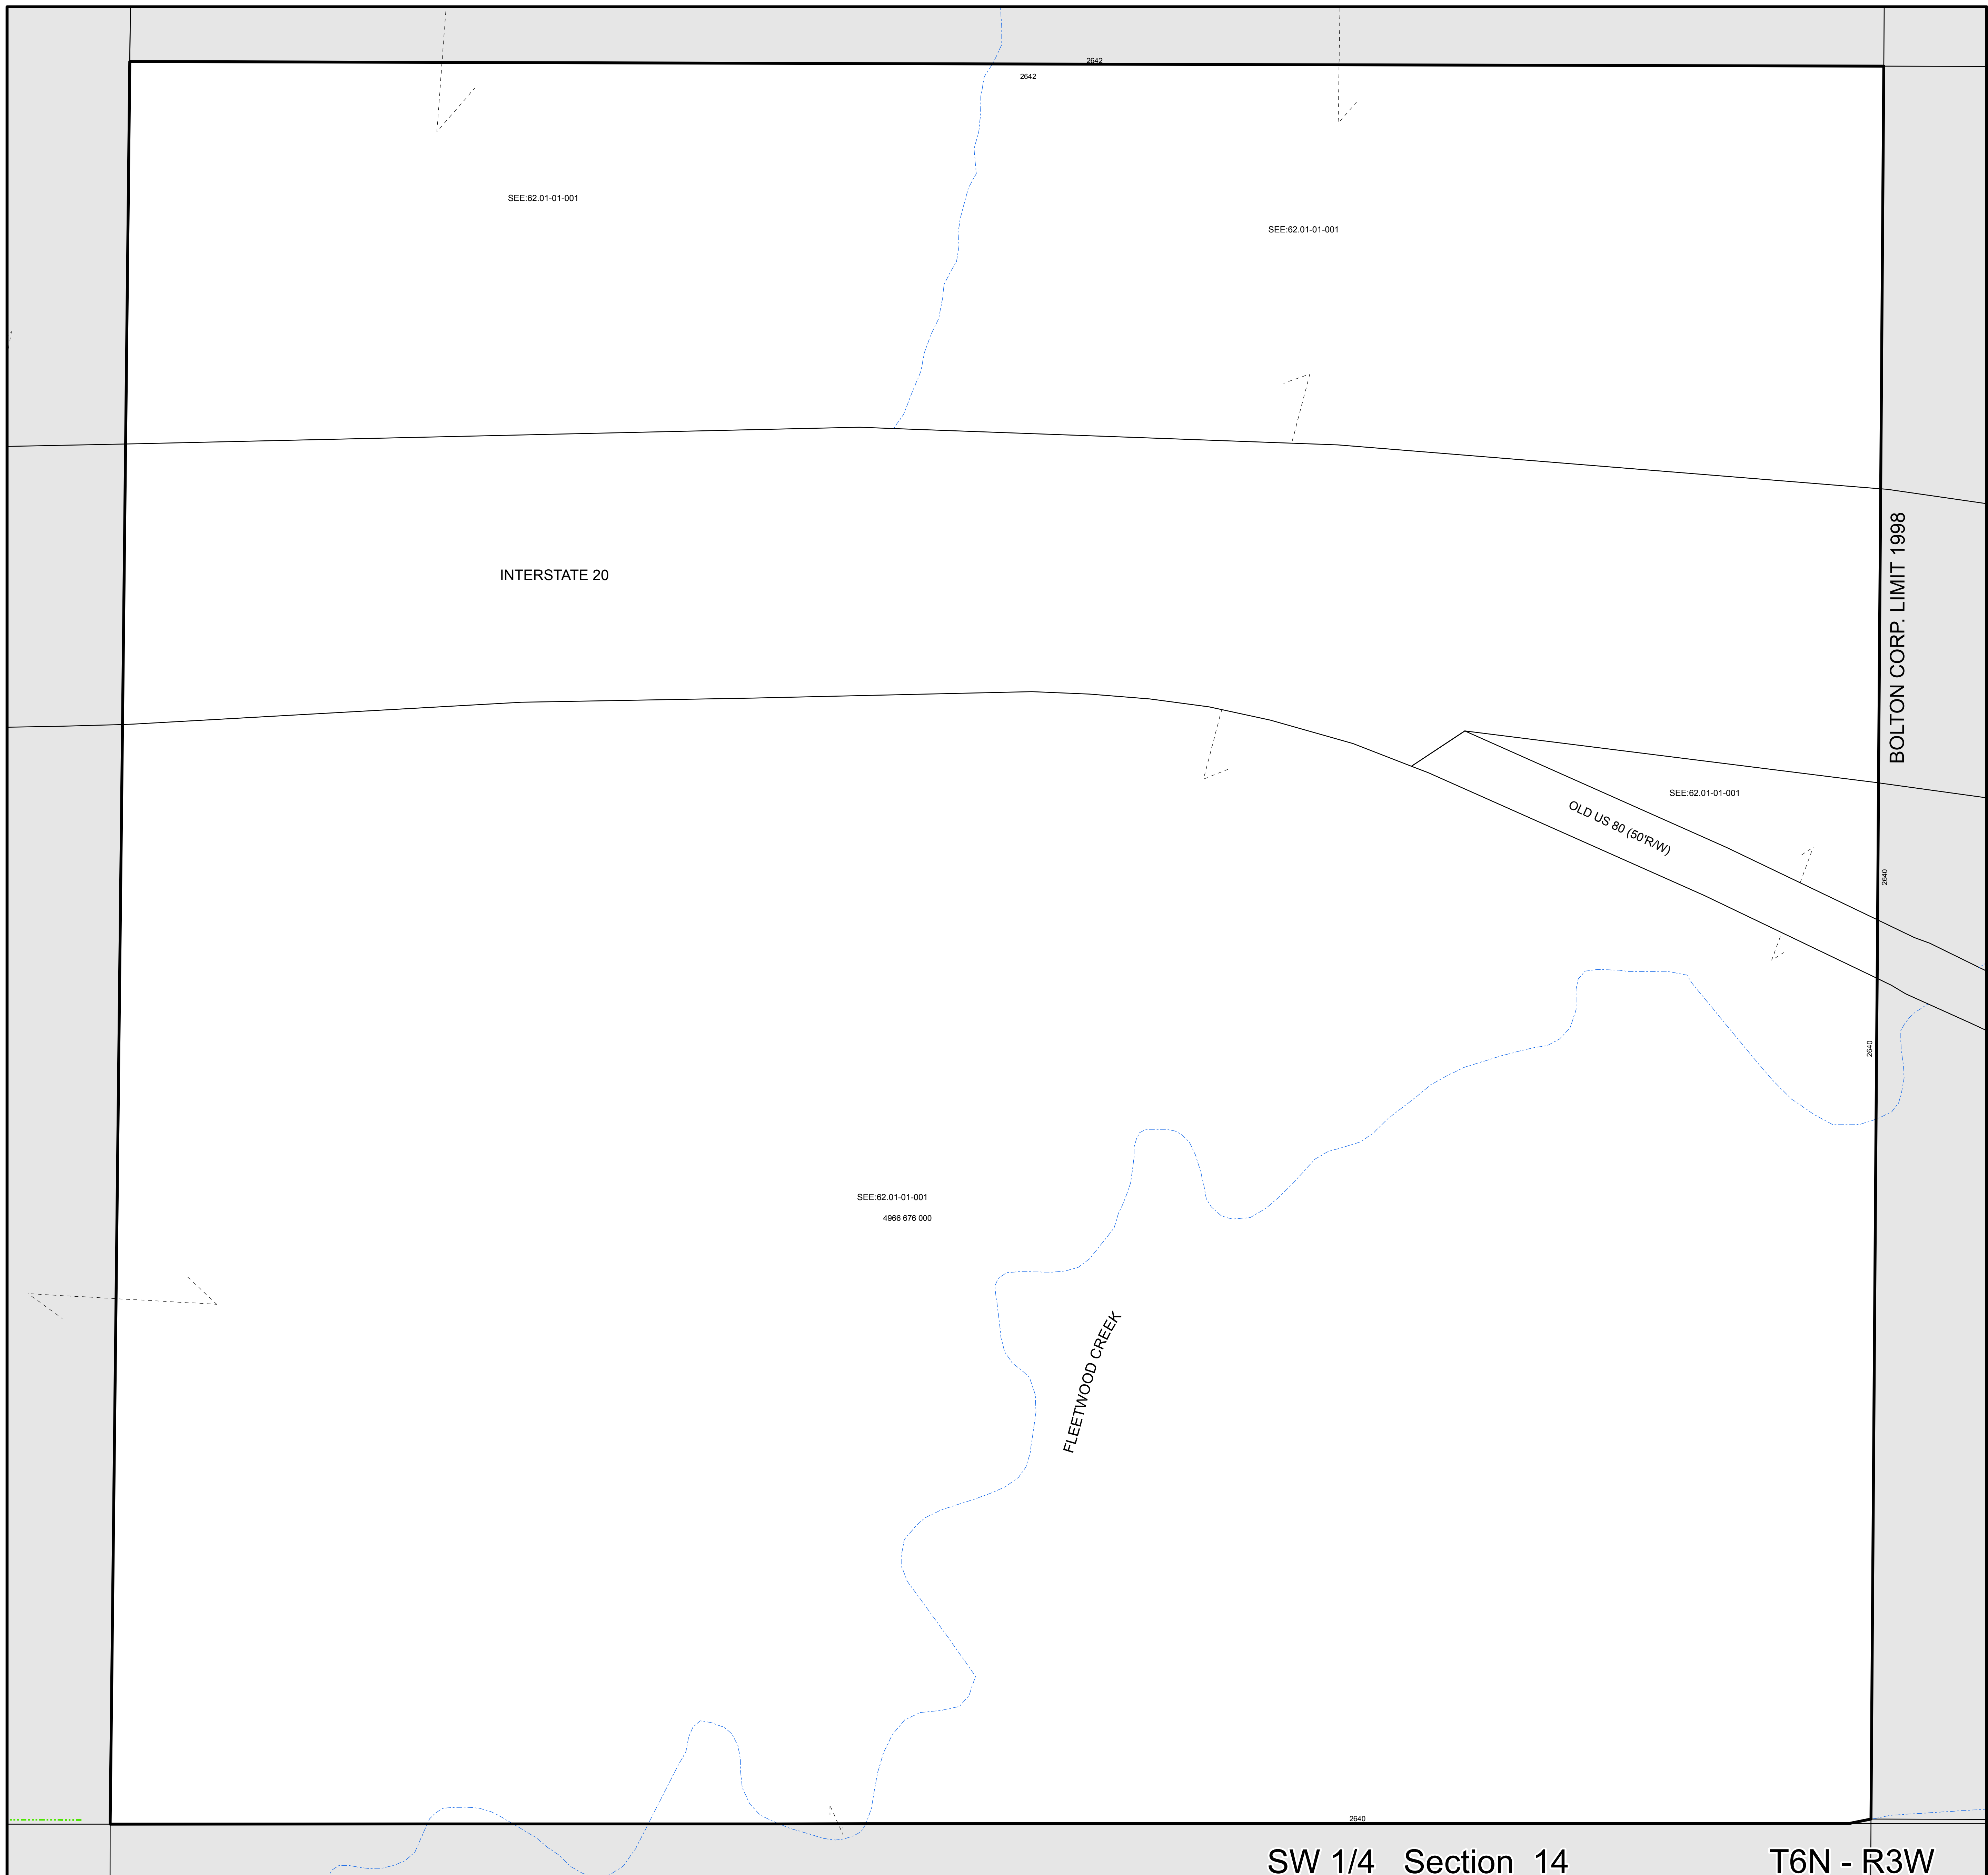 2642
2642
SEE:62.01-01-001
SEE:62.01-01-001
INTERSTATE 20
BOLTON CORP. LIMIT 1998
SEE:62.01-01-001
OLD US 80 (50'R/W)
2640
2640
SEE:62.01-01-001
4966 676 000
FLEETWOOD CREEK
2640
SW 1/4 Section 14
T6N - R3W